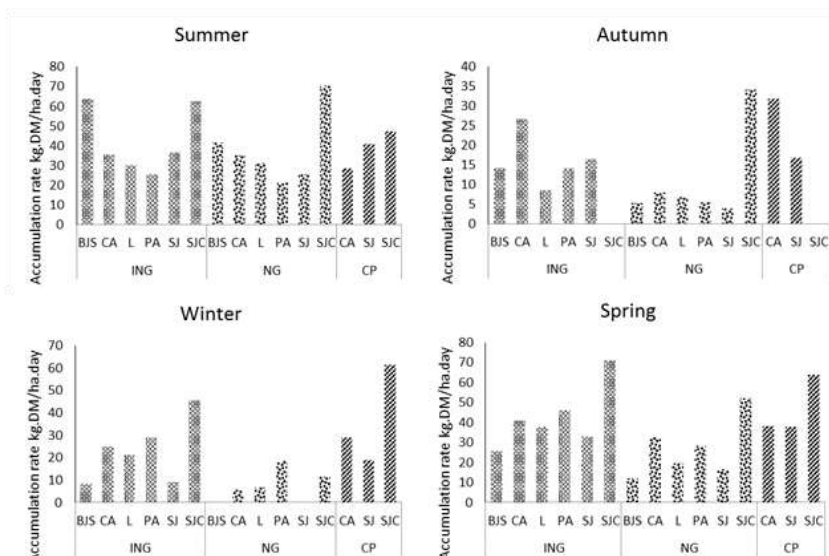 Summer
Accumulation rate kg.DM/ha.day
80
70
60
50
40
30
20
10
0
BJS CA L PA SJ SJC BJS CA L PA SJ SJC CA SJ SJC
ING NG CP
Autumn
Accumulation rate kg.DM/ha.day
40
35
30
25
20
15
10
5
0
BJS CA L PA SJ SJC BJS CA L PA SJ SJC CA SJ SJC
ING NG CP
Winter
Accumulation rate kg.DM/ha.day
70
60
50
40
30
20
10
0
BJS CA L PA SJ SJC BJS CA L PA SJ SJC CA SJ SJC
ING NG CP
Spring
Accumulation rate kg.DM/ha.day
80
70
60
50
40
30
20
10
0
BJS CA L PA SJ SJC BJS CA L PA SJ SJC CA SJ SJC
ING NG CP